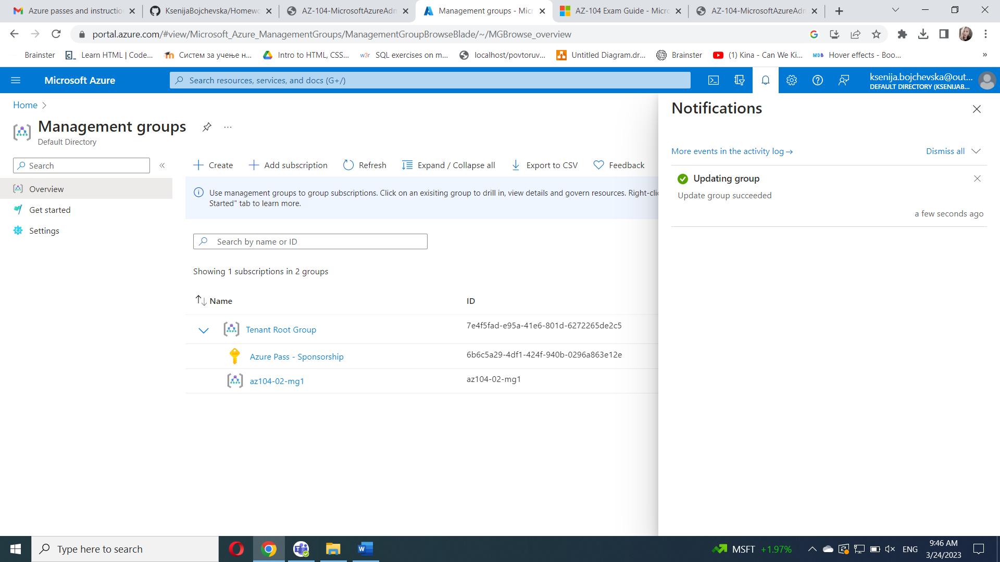 Azure passes and instructio
KsenijaBojchevska/Homewo
AZ-104-MicrosoftAzureAdm
Management groups - Micr
AZ-104 Exam Guide - Micro
AZ-104-MicrosoftAzureAdm
portal.azure.com/#view/Microsoft_Azure_ManagementGroups/ManagementGroupBrowseBlade/~/MGBrowse_overview
Brainster
Learn HTML | Code...
Систем за учење н...
Intro to HTML, CSS...
w3r SQL exercises on m...
localhost/povtoruv...
Untitled Diagram.dr...
Brainster
(1) Kina - Can We Ki...
MDB Hover effects - Boo...
»
Microsoft Azure
Search resources, services, and docs (G+/)
ksenija.bojchevska@out...
DEFAULT DIRECTORY (KSENIJAB...
Home
Management groups
...
Default Directory
Search
«
Overview
Get started
Settings
Create
Add subscription
Refresh
Expand / Collapse all
Export to CSV
Feedback
Use management groups to group subscriptions. Click on an exisiting group to drill in, view details and govern resources. Right-clic
Started" tab to learn more.
Search by name or ID
Showing 1 subscriptions in 2 groups
Name ID
Tenant Root Group 7e4f5fad-e95a-41e6-801d-6272265de2c5
Azure Pass - Sponsorship 6b6c5a29-4df1-424f-940b-0296a863e12e
az104-02-mg1 az104-02-mg1
Notifications
More events in the activity log →
Dismiss all
Updating group
Update group succeeded
a few seconds ago
Type here to search
MSFT +1.97%
ENG
9:46 AM
3/24/2023